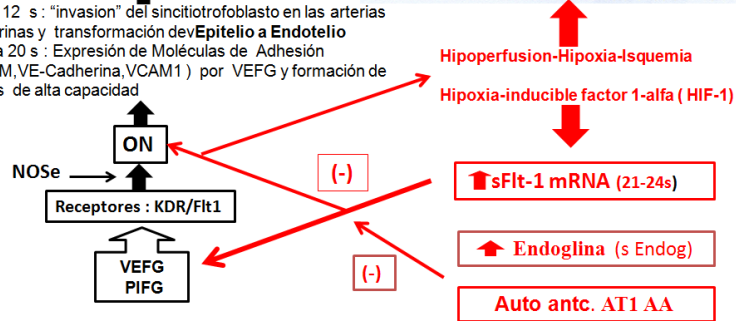 12 s : “invasion” del sincitiotrofoblasto en las arterias
rinas y transformación devEpitelio a Endotelio
a 20 s : Expresión de Moléculas de Adhesión
M,VE-Cadherina,VCAM1 ) por VEFG y formación de
s de alta capacidad
Hipoperfusion-Hipoxia-Isquemia
Hipoxia-inducible factor 1-alfa ( HIF-1)
ON
NOSe
(-)
sFlt-1 mRNA (21-24s)
Receptores : KDR/Flt1
Endoglina (s Endog)
VEFG
PIFG
(-)
Auto antc. AT1 AA